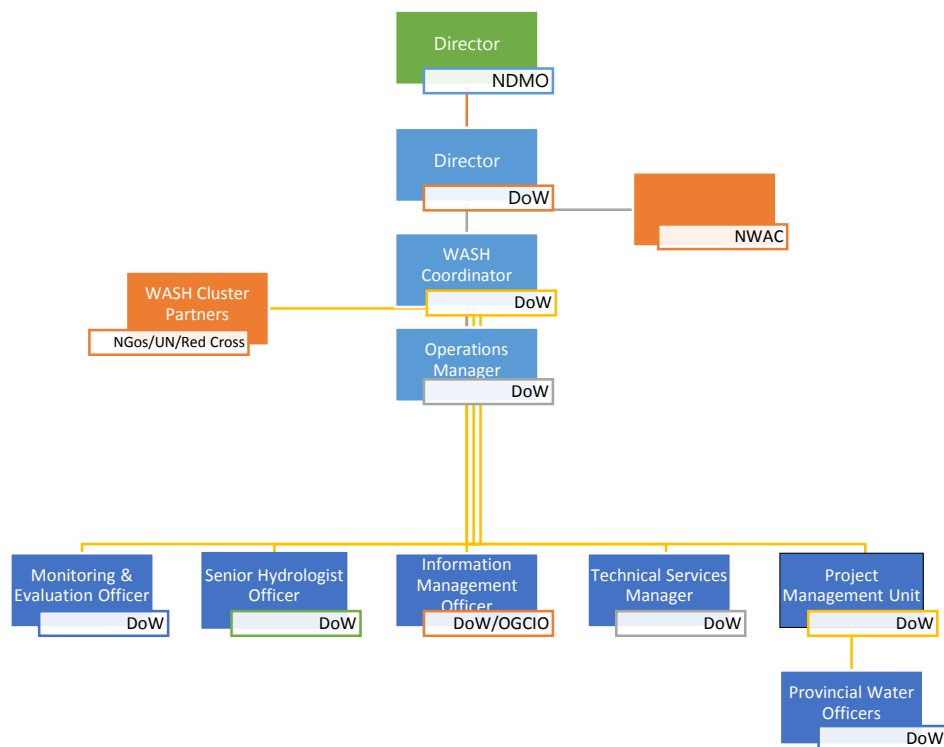 Director
NDMO
Director
DoW
NWAC
WASH
Coordinator
DoW
WASH Cluster
Partners
NGos/UN/Red Cross
Operations
Manager
DoW
Monitoring &
Evaluation Officer
DoW
Senior Hydrologist
Officer
DoW
Information
Management
Officer
DoW/OGCIO
Technical Services
Manager
DoW
Project
Management Unit
DoW
Provincial Water
Officers
DoW